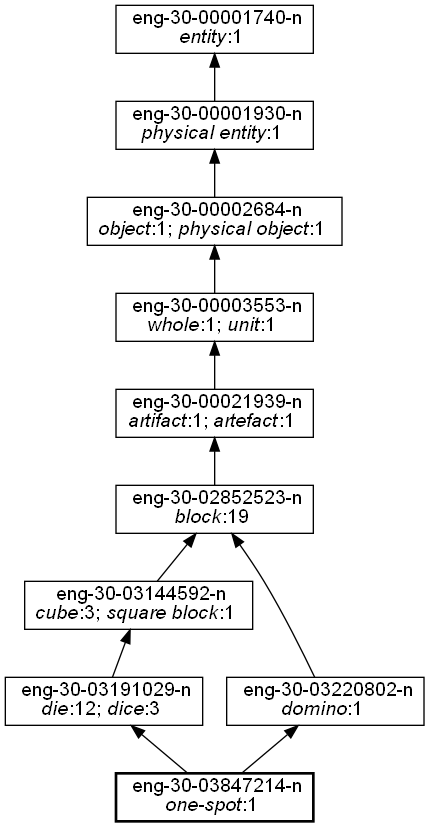 eng-30-00001740-n
entity:1
eng-30-00001930-n
physical entity:1
eng-30-00002684-n
object:1; physical object:1
eng-30-00003553-n
whole:1; unit:1
eng-30-00021939-n
artifact:1; artefact:1
eng-30-02852523-n
block:19
eng-30-03144592-n
cube:3; square block:1
eng-30-03191029-n
die:12; dice:3
eng-30-03220802-n
domino:1
eng-30-03847214-n
one-spot:1